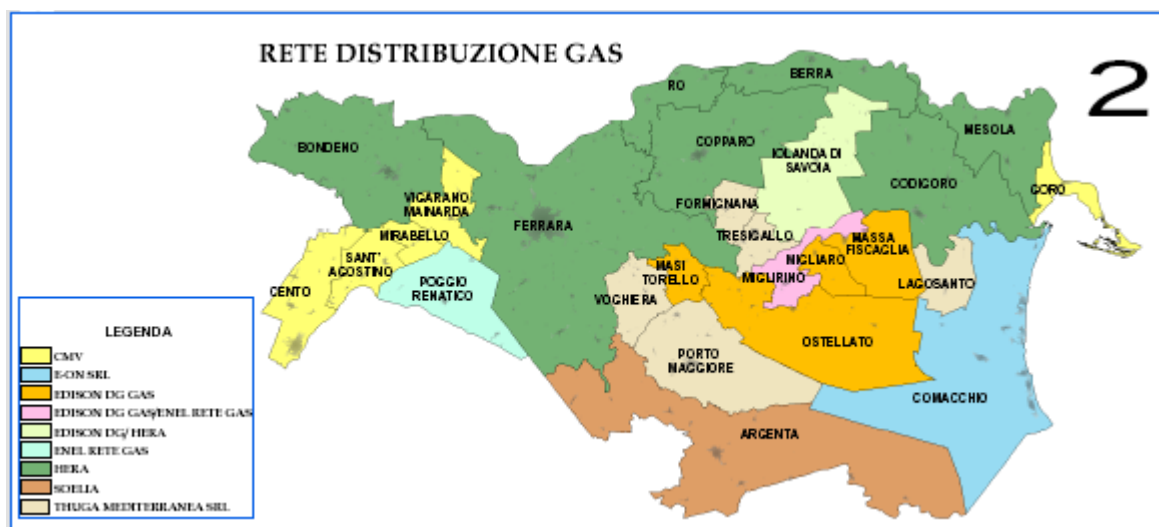 RETE DISTRIBUZIONE GAS
2
BERRA
RO
MESOLA
BONDENO
COPPARO
IOLANDA DI
SAVOIA
CODIGORO
GORO
VIGARANO
MAINARDA
FORMIGNANA
FERRARA
MIRABELLO
TRESIGALLO
MASSA
FISCAGLIA
SANT'
AGOSTINO
MIGLIARO
MASI
TORELLO
MIGLIRINO
LAGOSANTO
CENTO
POGGIO
RENATICO
VOGHIERA
OSTELLATO
PORTO
MAGGIORE
COMACCHIO
ARGENTA
LEGENDA
CMV
E-ON SRL
EDISON DG GAS
EDISON DG GAS/ENEL RETE GAS
EDISON DG/ HERA
ENEL RETE GAS
HERA
SOELIA
THUGA MEDITERRANEA SRL